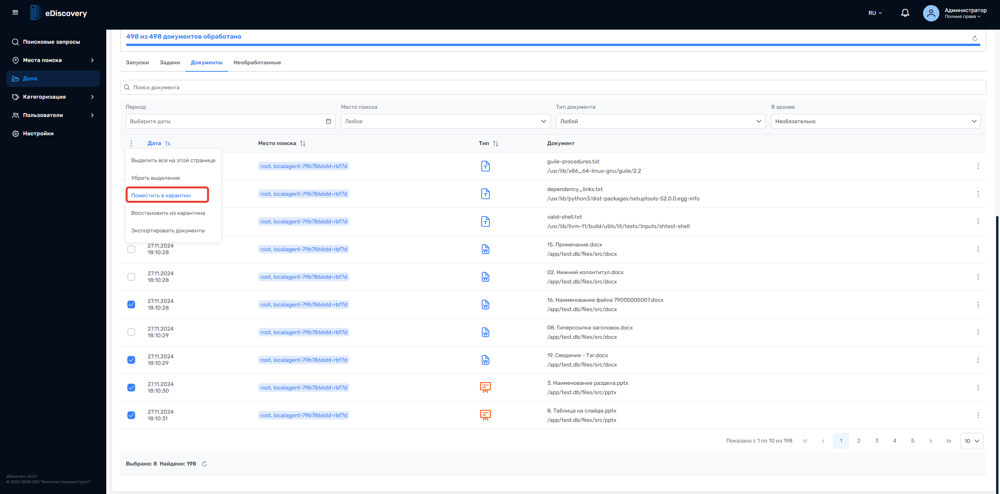 eDiscovery
RU
Администратор
Полные права
Поисковые запросы
Места поиска
Дела
Категоризация
Пользователи
Настройки
498 из 498 документов обработано
Запуски Задачи Документы Необработанные
Поиск документа
Период Место поиска Тип документа В архиве
Выберите даты Любое Любой Необязательно
Дата Место поиска Тип Документ
Выделить все на этой странице
Убрать выделение
Поместить в карантин
Восстановить из карантина
Экспортировать документы
root, localagent-79b7866dd-rbf7d
guile-procedures.txt
/usr/lib/x86_64-linux-gnu/guile/2.2
root, localagent-79b7866dd-rbf7d
dependency_links.txt
/usr/lib/python3/dist-packages/setuptools-52.0.0.egg-info
root, localagent-79b7866dd-rbf7d
valid-shell.txt
/usr/lib/llvm-11/build/utils/lit/tests/Inputs/shtest-shell
27.11.2024
18:10:28
root, localagent-79b7866dd-rbf7d
15. Примечание.docx
/app/test.db/files/src/docx
27.11.2024
18:10:28
root, localagent-79b7866dd-rbf7d
02. Нижний колонтитул.docx
/app/test.db/files/src/docx
27.11.2024
18:10:28
root, localagent-79b7866dd-rbf7d
16. Наименование файла 79005005007.docx
/app/test.db/files/src/docx
27.11.2024
18:10:29
root, localagent-79b7866dd-rbf7d
08. Гиперссылка заголовок.docx
/app/test.db/files/src/docx
27.11.2024
18:10:29
root, localagent-79b7866dd-rbf7d
19. Сведения - Тэг.docx
/app/test.db/files/src/docx
27.11.2024
18:10:30
root, localagent-79b7866dd-rbf7d
3. Наименование раздела.pptx
/app/test.db/files/src/pptx
27.11.2024
18:10:31
root, localagent-79b7866dd-rbf7d
8. Таблица на слайде.pptx
/app/test.db/files/src/pptx
Показано с 1 по 10 из 198 « ‹ 1 2 3 4 5 › » 10
Выбрано: 8 Найдено: 198
eDiscovery v0.2.1
© 2022–2024 ООО "Кросстех Солюшнс Групп"